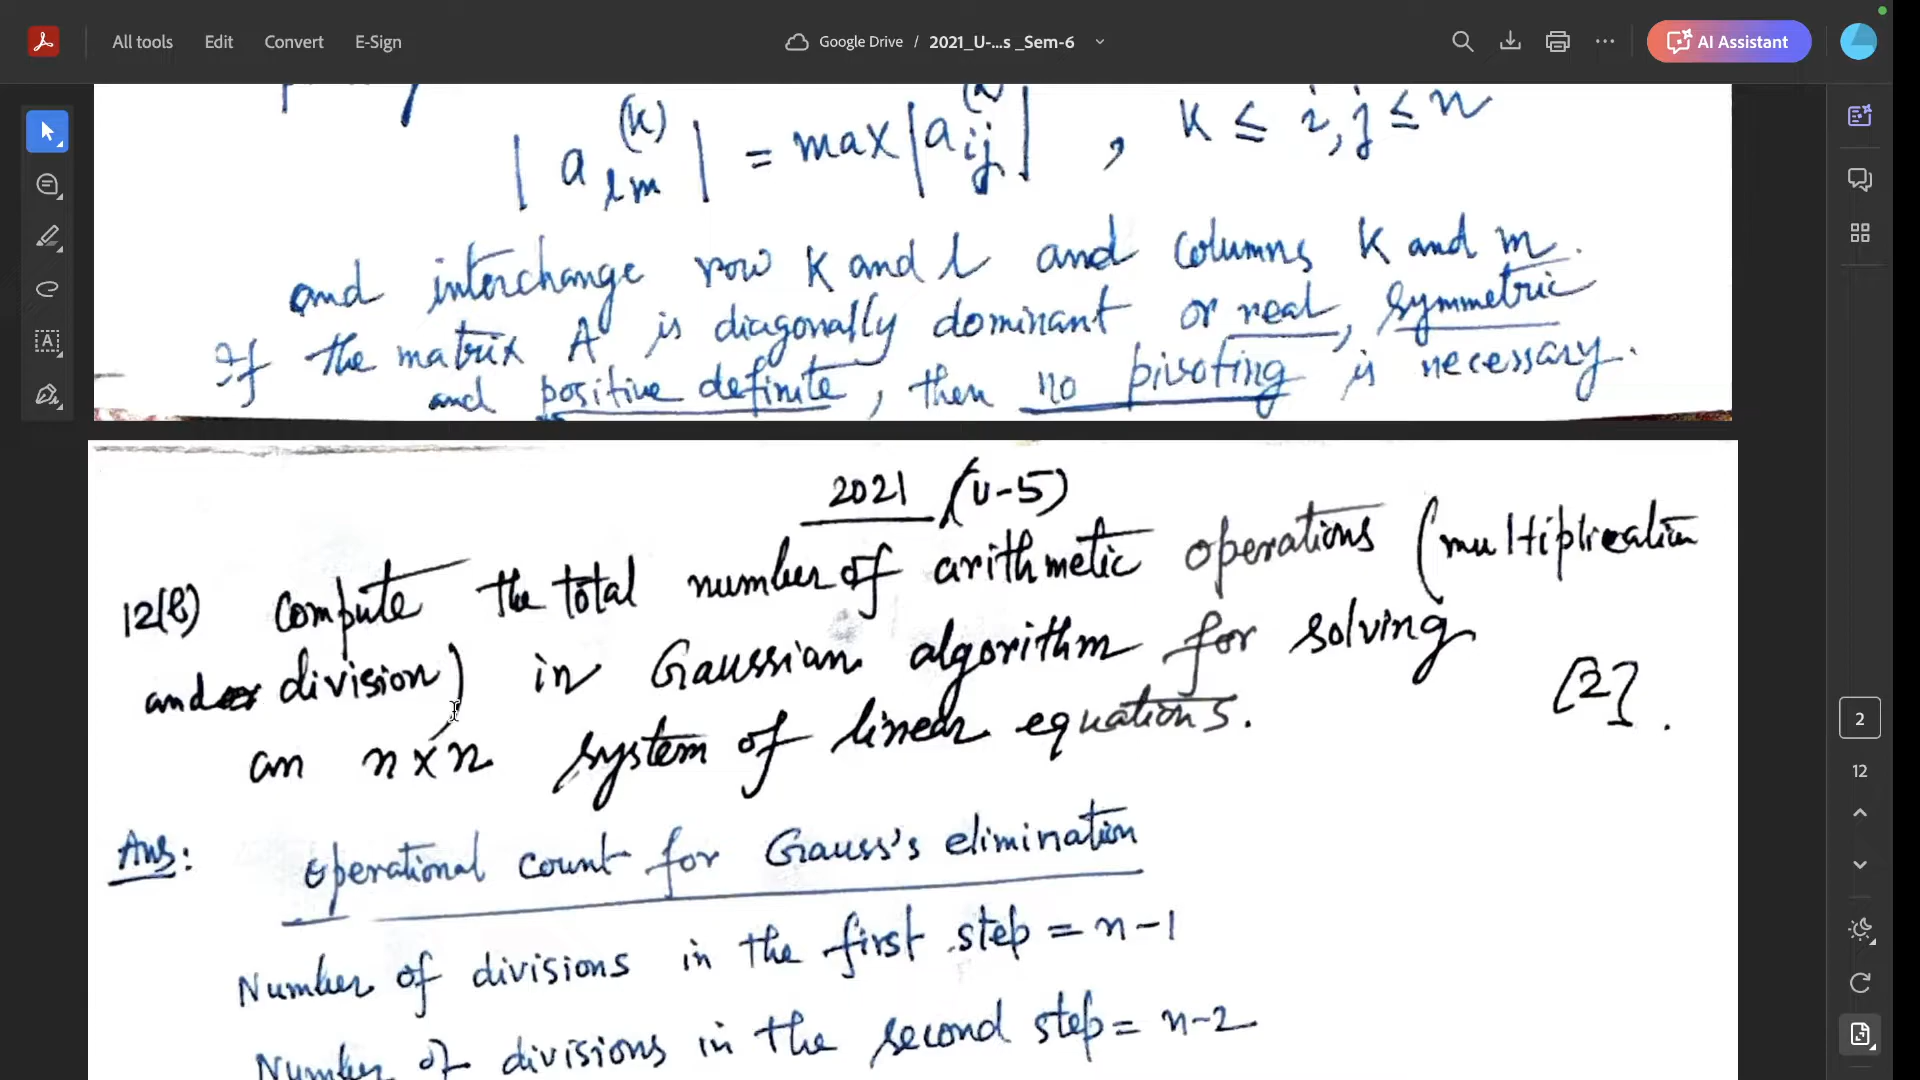 All tools Edit Convert E-Sign Google Drive / 2021_U-...s _Sem-6 AI Assistant
| a_{lm}^{(k)} | = max |a_{ij}| , k ≤ i, j ≤ n
and interchange row k and l and columns k and m.
If the matrix A is diagonally dominant or real, symmetric
and positive definite, then no pivoting is necessary.
2021 (U-5)
12(b) compute the total number of arithmetic operations (multiplication
and division) in Gaussian algorithm for solving
an n×n system of linear equations. [2].
Ans: operational count for Gauss's elimination
Number of divisions in the first step = n-1
Number of divisions in the second step = n-2
2
12